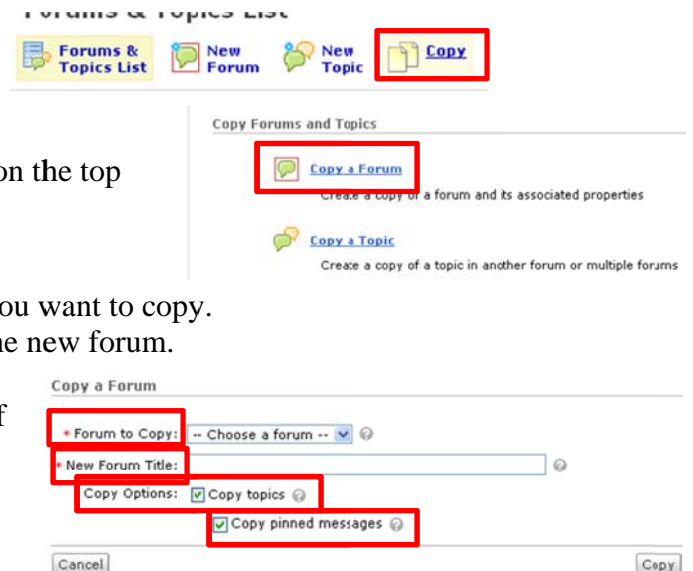 Forums & Topics List
Forums & Topics List
New Forum
New Topic
Copy
Copy Forums and Topics
on the top
Copy a Forum
Create a copy of a forum and its associated properties
Copy a Topic
Create a copy of a topic in another forum or multiple forums
ou want to copy.
ne new forum.
Copy a Forum
f
* Forum to Copy: -- Choose a forum --
* New Forum Title:
Copy Options: Copy topics
Copy pinned messages
Cancel Copy